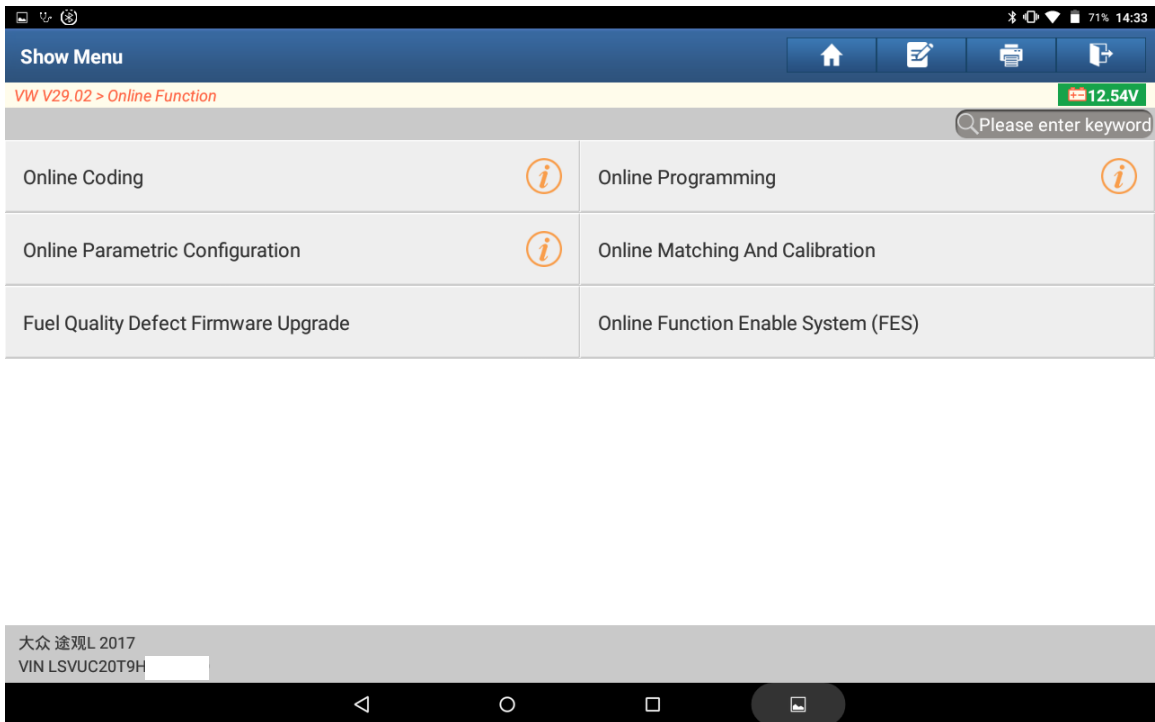 71% 14:33
Show Menu
VW V29.02 > Online Function
12.54V
Please enter keyword
Online Coding
Online Programming
Online Parametric Configuration
Online Matching And Calibration
Fuel Quality Defect Firmware Upgrade
Online Function Enable System (FES)
大众 途观L 2017
VIN LSVUC20T9H